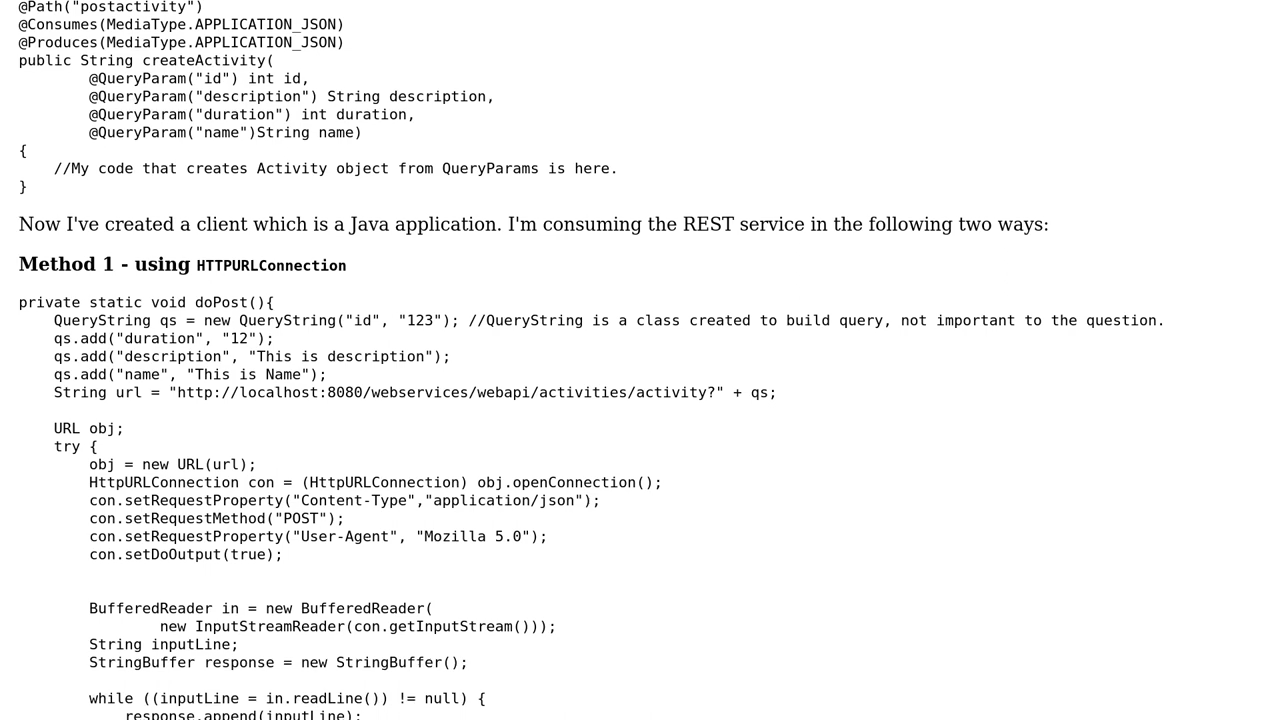 @Path("postactivity")
@Consumes(MediaType.APPLICATION_JSON)
@Produces(MediaType.APPLICATION_JSON)
public String createActivity(
        @QueryParam("id") int id,
        @QueryParam("description") String description,
        @QueryParam("duration") int duration,
        @QueryParam("name")String name)
{
    //My code that creates Activity object from QueryParams is here.
}
Now I've created a client which is a Java application. I'm consuming the REST service in the following two ways:
Method 1 - using HTTPURLConnection
private static void doPost(){
    QueryString qs = new QueryString("id", "123"); //QueryString is a class created to build query, not important to the question.
    qs.add("duration", "12");
    qs.add("description", "This is description");
    qs.add("name", "This is Name");
    String url = "http://localhost:8080/webservices/webapi/activities/activity?" + qs;
    URL obj;
    try {
        obj = new URL(url);
        HttpURLConnection con = (HttpURLConnection) obj.openConnection();
        con.setRequestProperty("Content-Type","application/json");
        con.setRequestMethod("POST");
        con.setRequestProperty("User-Agent", "Mozilla 5.0");
        con.setDoOutput(true);
        BufferedReader in = new BufferedReader(
                new InputStreamReader(con.getInputStream()));
        String inputLine;
        StringBuffer response = new StringBuffer();
        while ((inputLine = in.readLine()) != null) {
            response.append(inputLine);